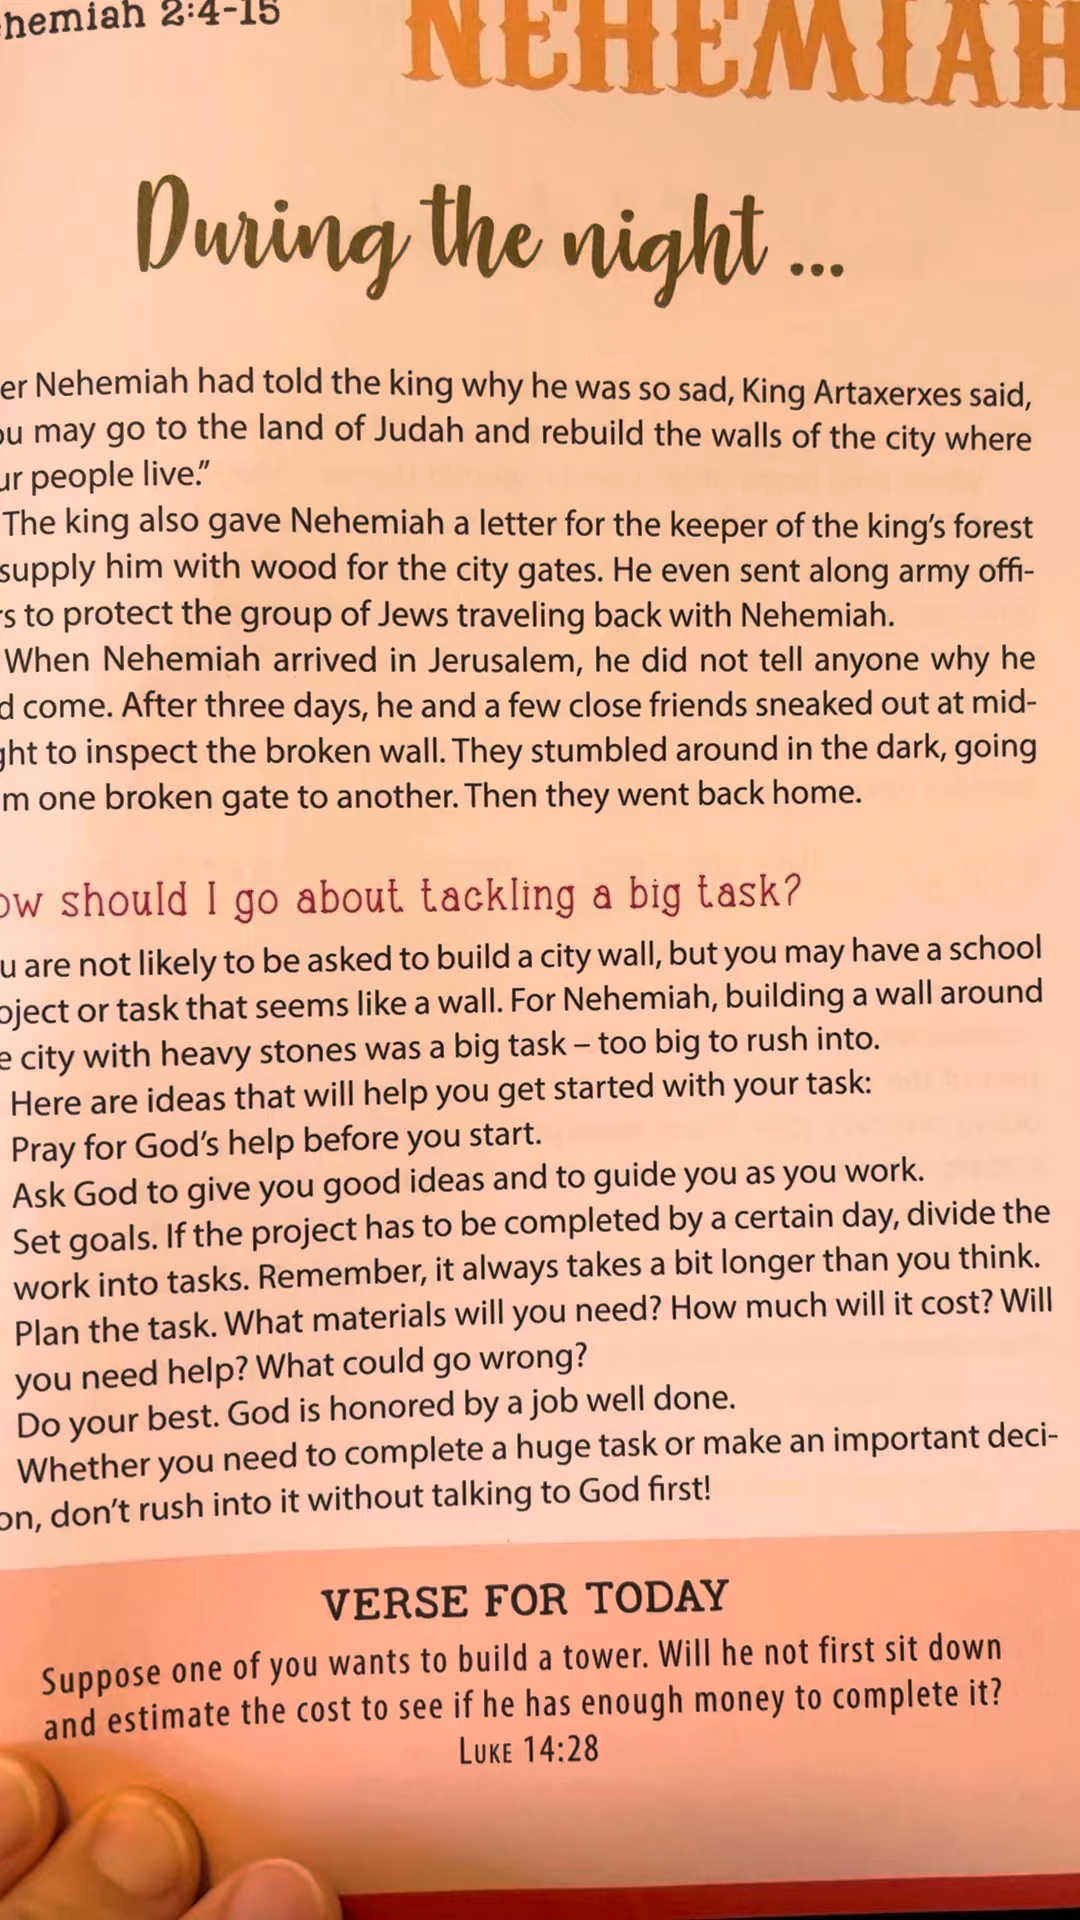 hemiah 2:4-15
NEHEMIAH
During the night ...
er Nehemiah had told the king why he was so sad, King Artaxerxes said,
ou may go to the land of Judah and rebuild the walls of the city where
ur people live.”
The king also gave Nehemiah a letter for the keeper of the king’s forest
supply him with wood for the city gates. He even sent along army offi-
rs to protect the group of Jews traveling back with Nehemiah.
When Nehemiah arrived in Jerusalem, he did not tell anyone why he
d come. After three days, he and a few close friends sneaked out at mid-
ght to inspect the broken wall. They stumbled around in the dark, going
m one broken gate to another. Then they went back home.
ow should I go about tackling a big task?
u are not likely to be asked to build a city wall, but you may have a school
oject or task that seems like a wall. For Nehemiah, building a wall around
e city with heavy stones was a big task – too big to rush into.
Here are ideas that will help you get started with your task:
Pray for God’s help before you start.
Ask God to give you good ideas and to guide you as you work.
Set goals. If the project has to be completed by a certain day, divide the
work into tasks. Remember, it always takes a bit longer than you think.
Plan the task. What materials will you need? How much will it cost? Will
you need help? What could go wrong?
Do your best. God is honored by a job well done.
Whether you need to complete a huge task or make an important deci-
on, don’t rush into it without talking to God first!
VERSE FOR TODAY
Suppose one of you wants to build a tower. Will he not first sit down
and estimate the cost to see if he has enough money to complete it?
LUKE 14:28